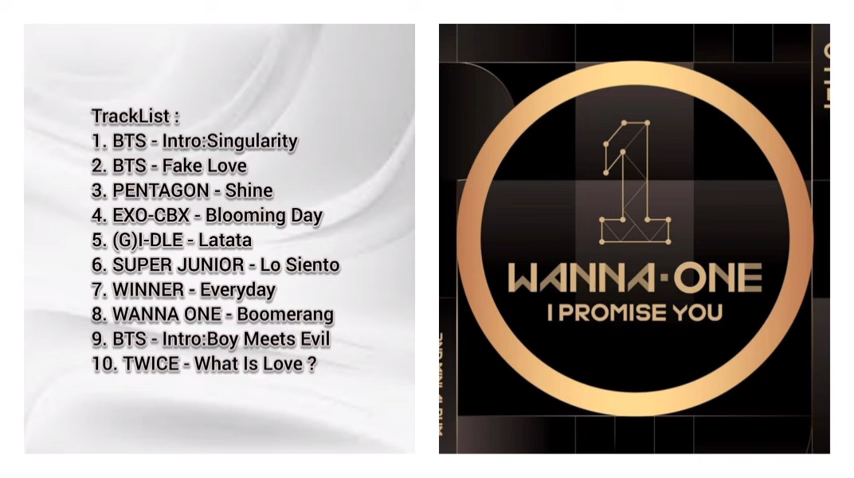 TrackList :
1. BTS - Intro:Singularity
2. BTS - Fake Love
3. PENTAGON - Shine
4. EXO-CBX - Blooming Day
5. (G)I-DLE - Latata
6. SUPER JUNIOR - Lo Siento
7. WINNER - Everyday
8. WANNA ONE - Boomerang
9. BTS - Intro:Boy Meets Evil
10. TWICE - What Is Love ?
1
WANNA·ONE
I PROMISE YOU